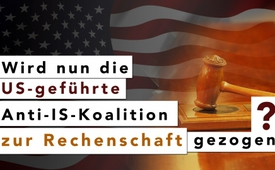 Wird nun die
US-geführte
Anti-IS-Koalition
zur Rechenschaft gezogen ?